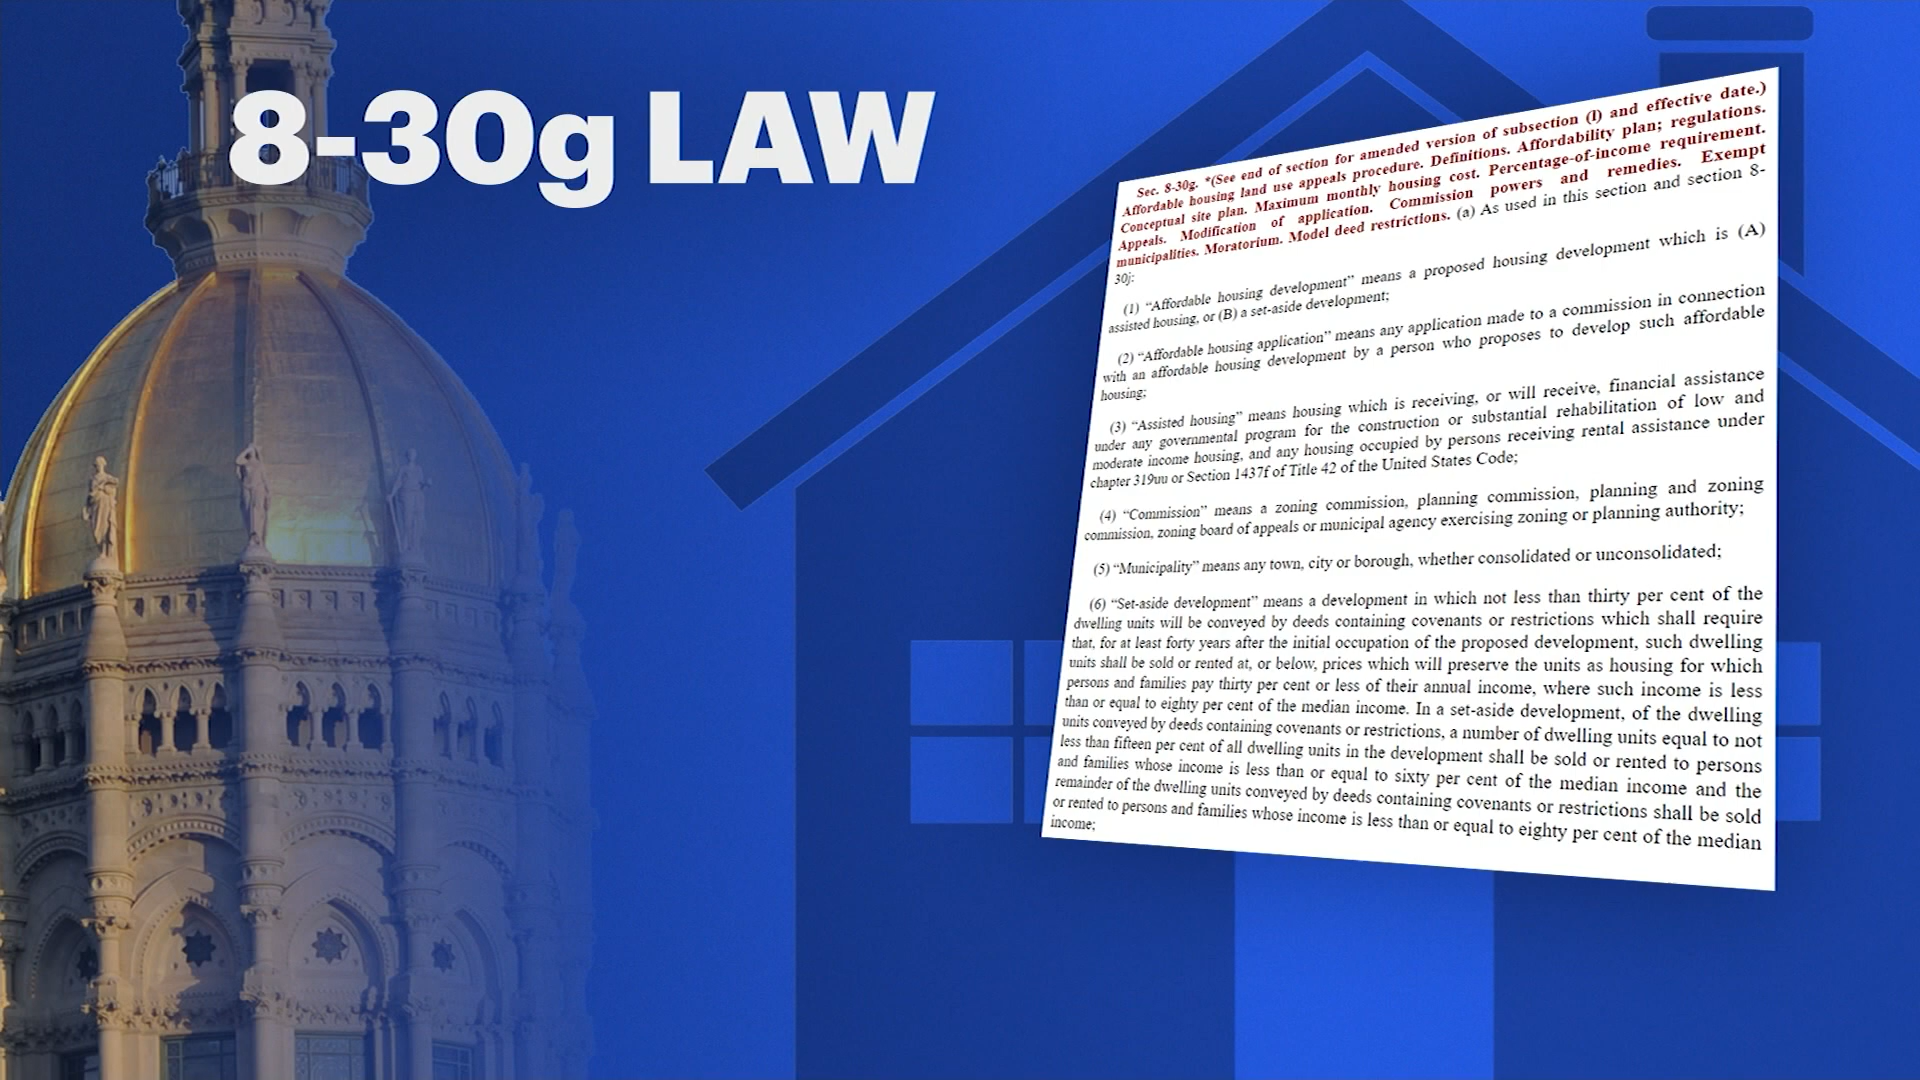 8-30g LAW
Sec. 8-30g. *(See end of section for amended version of subsection (l) and effective date.)
Affordable housing land use appeals procedure. Definitions. Affordability plan; regulations.
Conceptual site plan. Maximum monthly housing cost. Percentage-of-income requirement.
Appeals. Modification of application. Commission powers and remedies. Exempt
municipalities. Moratorium. Model deed restrictions. (a) As used in this section and section 8-
30j:
(1) “Affordable housing development” means a proposed housing development which is (A)
assisted housing, or (B) a set-aside development;
(2) “Affordable housing application” means any application made to a commission in connection
with an affordable housing development by a person who proposes to develop such affordable
housing;
(3) “Assisted housing” means housing which is receiving, or will receive, financial assistance
under any governmental program for the construction or substantial rehabilitation of low and
moderate income housing, and any housing occupied by persons receiving rental assistance under
chapter 319uu or Section 1437f of Title 42 of the United States Code;
(4) “Commission” means a zoning commission, planning commission, planning and zoning
commission, zoning board of appeals or municipal agency exercising zoning or planning authority;
(5) “Municipality” means any town, city or borough, whether consolidated or unconsolidated;
(6) “Set-aside development” means a development in which not less than thirty per cent of the
dwelling units will be conveyed by deeds containing covenants or restrictions which shall require
that, for at least forty years after the initial occupation of the proposed development, such dwelling
units shall be sold or rented at, or below, prices which will preserve the units as housing for which
persons and families pay thirty per cent or less of their annual income, where such income is less
than or equal to eighty per cent of the median income. In a set-aside development, of the dwelling
units conveyed by deeds containing covenants or restrictions, a number of dwelling units equal to not
less than fifteen per cent of all dwelling units in the development shall be sold or rented to persons
and families whose income is less than or equal to sixty per cent of the median income and the
remainder of the dwelling units conveyed by deeds containing covenants or restrictions shall be sold
or rented to persons and families whose income is less than or equal to eighty per cent of the median
income;